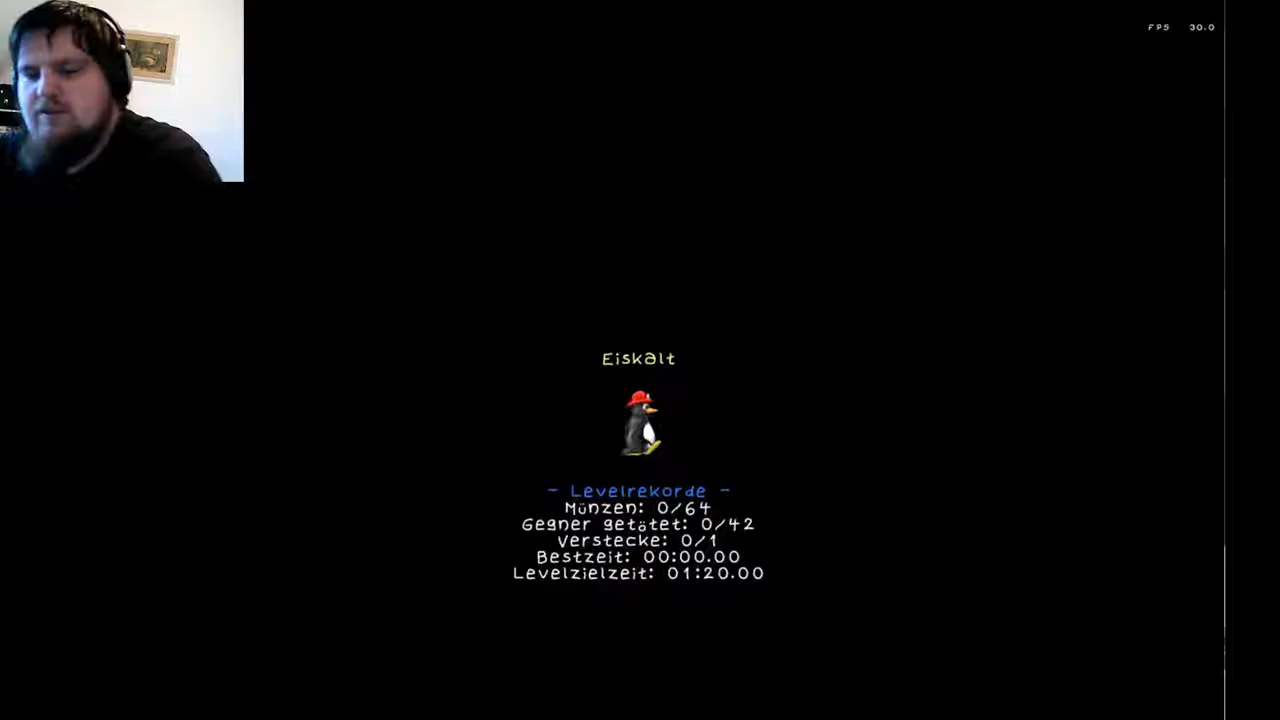 FPS 30.0
Eiskalt
- Levelrekorde -
Münzen: 0/64
Gegner getötet: 0/42
Verstecke: 0/1
Bestzeit: 00:00.00
Levelzielzeit: 01:20.00